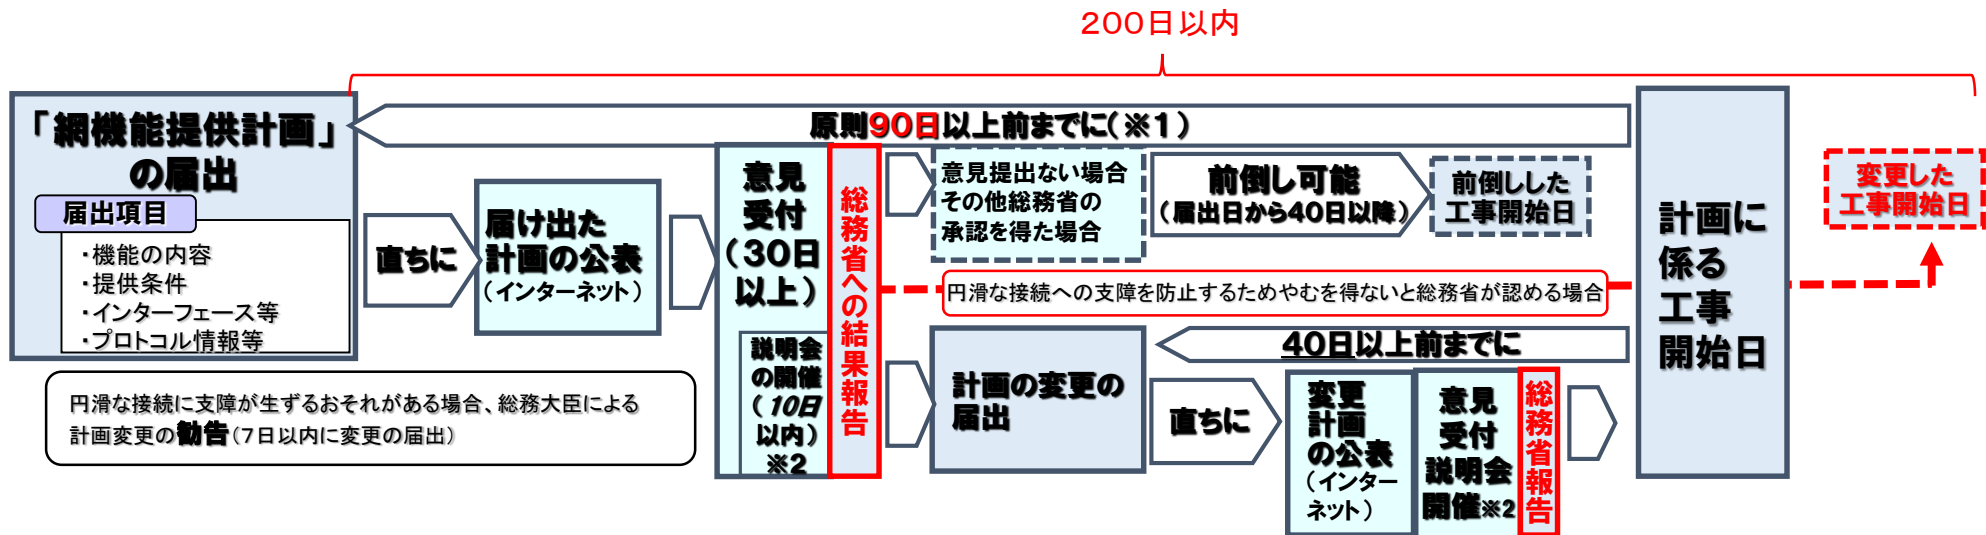 200日以内
「網機能提供計画」
の届出
届出項目
・機能の内容
・提供条件
・インターフェース等
・プロトコル情報等
円滑な接続に支障が生ずるおそれがある場合、総務大臣による
計画変更の勧告（7日以内に変更の届出）
原則90日以上前までに（※1）
直ちに
届け出た
計画の公表
（インターネット）
意見
受付
（30日
以上）
説明会
の開催
（10日
以内）
※2
総務省への結果報告
意見提出ない場合
その他総務省の
承認を得た場合
前倒し可能
（届出日から40日以降）
前倒しした
工事開始日
円滑な接続への支障を防止するためやむを得ないと総務省が認める場合
計画の変更の
届出
40日以上前までに
直ちに
変更
計画
の公表
（インター
ネット）
意見
受付
説明会
開催※2
総務省報告
計画に
係る
工事
開始日
変更した
工事開始日